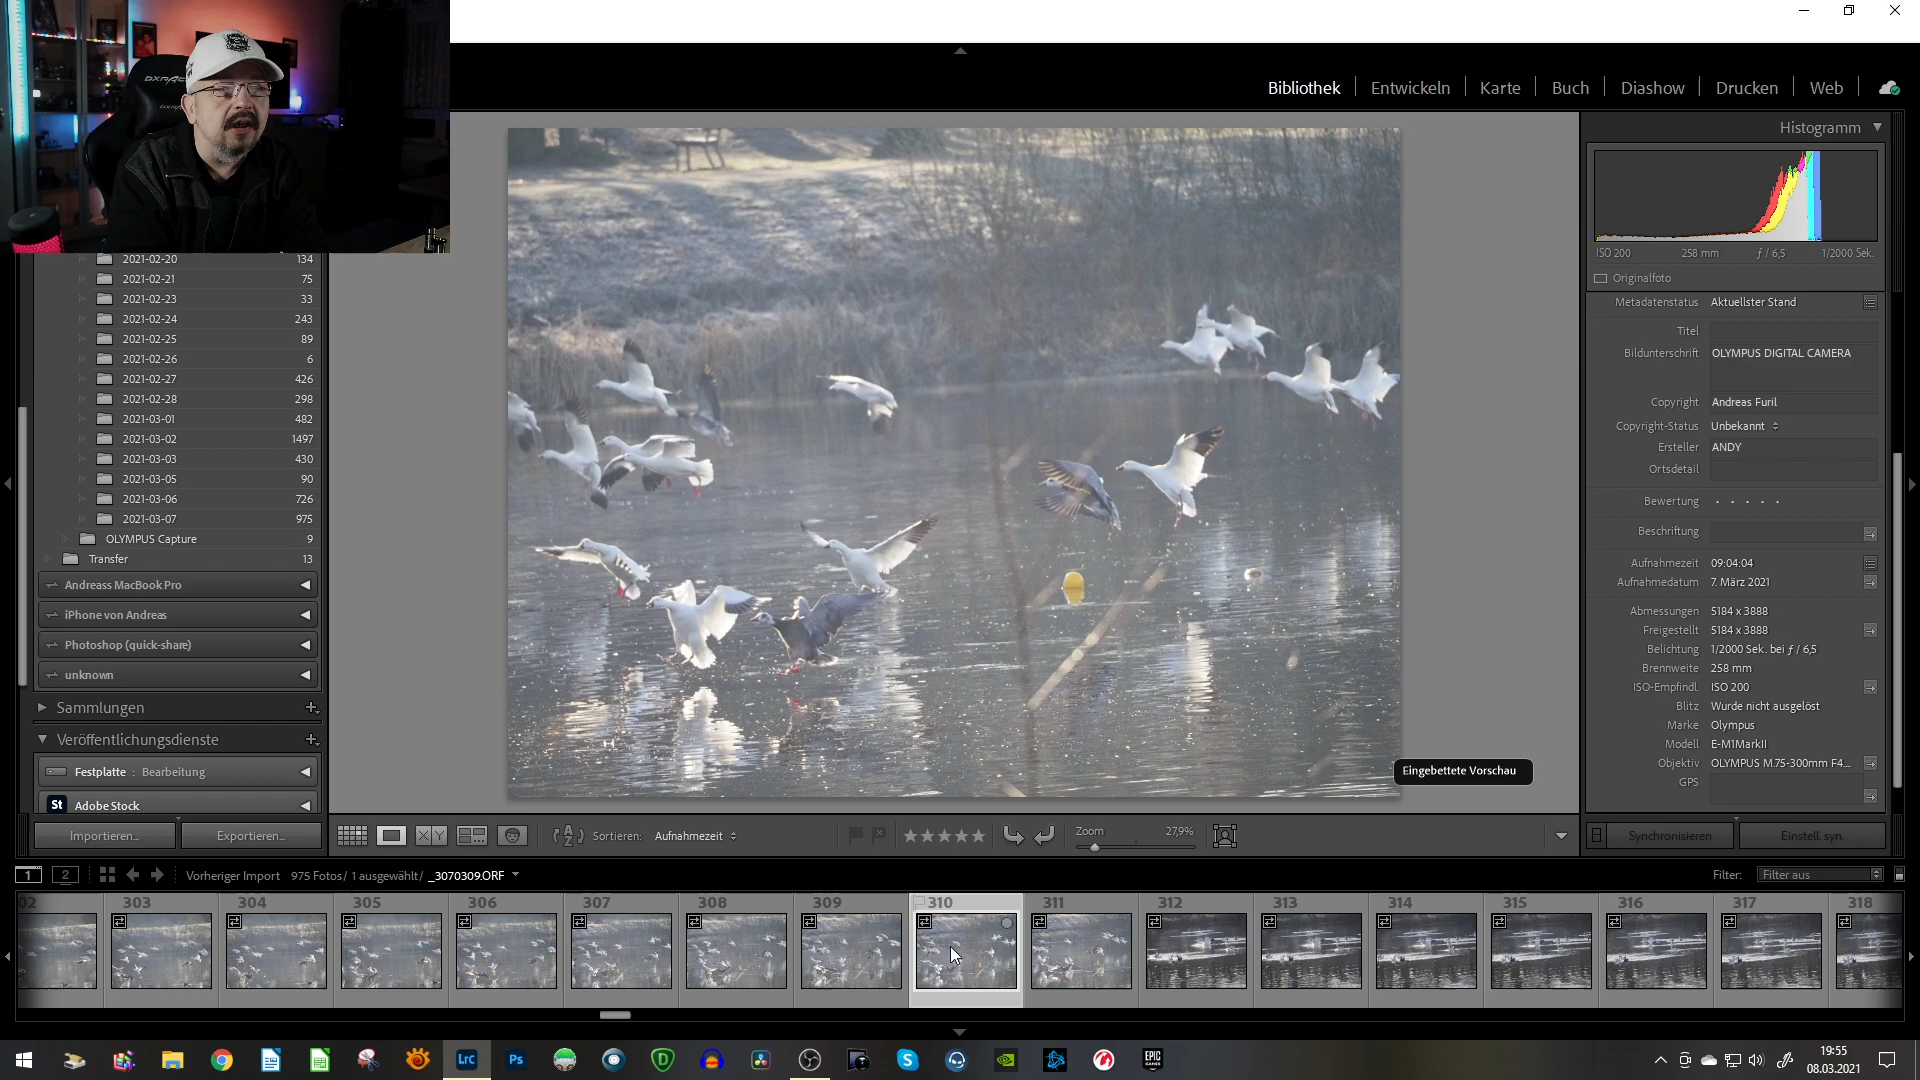 Bibliothek Entwickeln Karte Buch Diashow Drucken Web
Histogramm
ISO 200 258 mm ƒ / 6,5 1/2000 Sek.
Originalfoto
Metadatenstatus Aktuellster Stand
Titel
Bildunterschrift OLYMPUS DIGITAL CAMERA
Copyright Andreas Furil
Copyright-Status Unbekannt
Ersteller ANDY
Ortsdetail
Bewertung
Beschriftung
Aufnahmezeit 09:04:04
Aufnahmedatum 7. März 2021
Abmessungen 5184 x 3888
Freigestellt 5184 x 3888
Belichtung 1/2000 Sek. bei ƒ / 6,5
Brennweite 258 mm
ISO-Empfindl. ISO 200
Blitz Wurde nicht ausgelöst
Marke Olympus
Modell E-M1MarkII
Objektiv OLYMPUS M.75-300mm F4...
GPS
Synchronisieren Einstell. syn.
2021-02-20 134
2021-02-21 75
2021-02-23 33
2021-02-24 243
2021-02-25 89
2021-02-26 6
2021-02-27 426
2021-02-28 298
2021-03-01 482
2021-03-02 1497
2021-03-03 430
2021-03-05 90
2021-03-06 726
2021-03-07 975
OLYMPUS Capture 9
Transfer 13
Andreass MacBook Pro
iPhone von Andreas
Photoshop (quick-share)
unknown
Sammlungen
Veröffentlichungsdienste
Festplatte : Bearbeitung
St Adobe Stock
Importieren... Exportieren...
Eingebettete Vorschau
XY Sortieren: Aufnahmezeit Zoom 27,9%
1 2 Vorheriger Import 975 Fotos / 1 ausgewählt / _3070309.ORF Filter: Filter aus
02 303 304 305 306 307 308 309 310 311 312 313 314 315 316 317 318
LrC Ps EPIC GAMES
19:55
08.03.2021